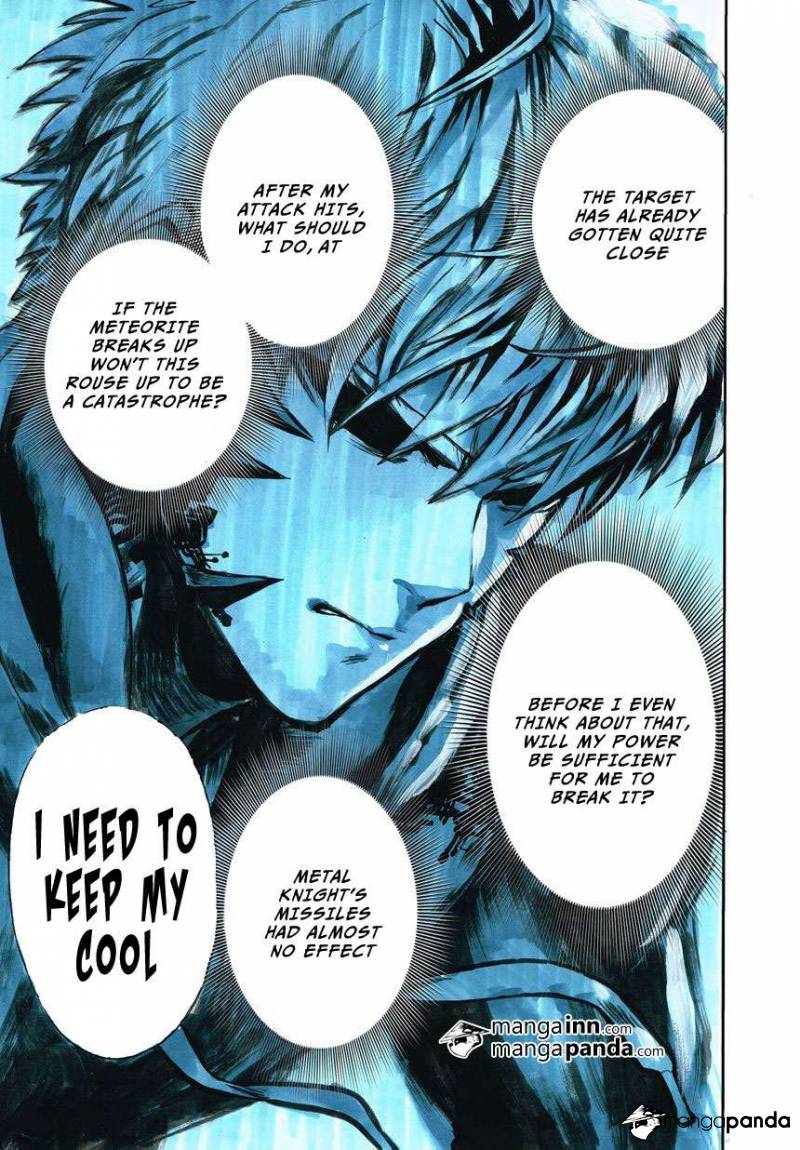 THE TARGET
HAS ALREADY
GOTTEN QUITE
CLOSE
AFTER MY
ATTACK HITS,
WHAT SHOULD
I DO, AT
IF THE
METEORITE
BREAKS UP
WON'T THIS
ROUSE UP TO BE
A CATASTROPHE?
BEFORE I EVEN
THINK ABOUT THAT,
WILL MY POWER
BE SUFFICIENT
FOR ME TO
BREAK IT?
METAL
KNIGHT'S
MISSILES
HAD ALMOST
NO EFFECT
I NEED TO
KEEP MY
COOL
mangainn.com
mangapanda.com
mangapanda